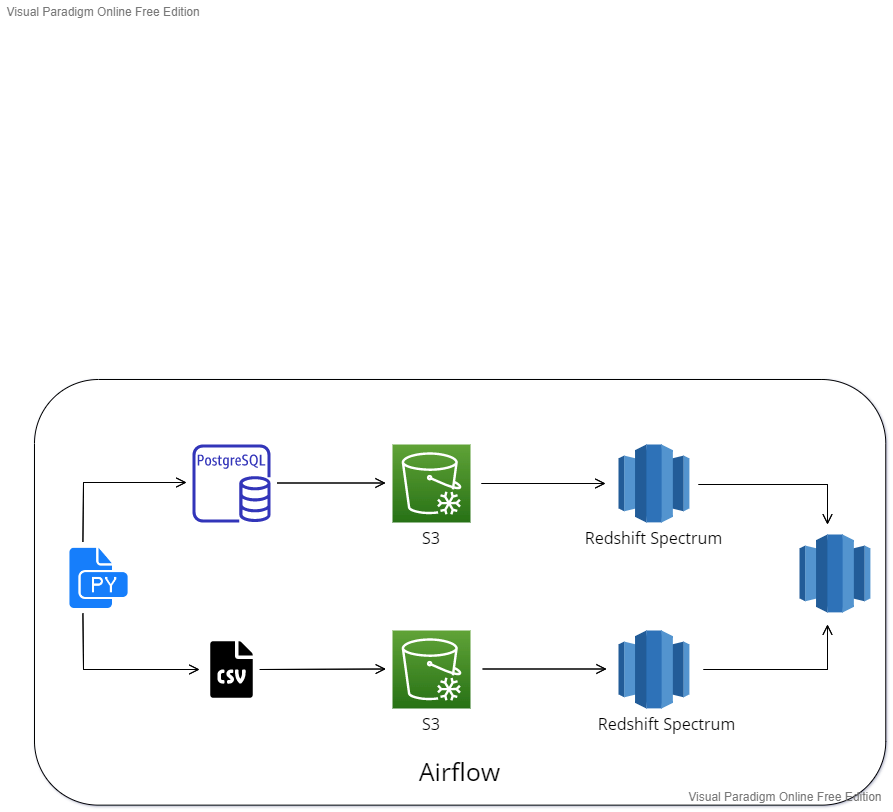 Visual Paradigm Online Free Edition
PostgreSQL
S3
Redshift Spectrum
PY
CSV
S3
Redshift Spectrum
Airflow
Visual Paradigm Online Free Edition